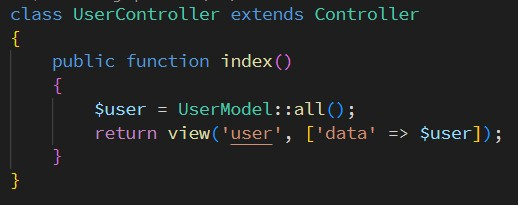 class UserController extends Controller
{
    public function index()
    {
        $user = UserModel::all();
        return view('user', ['data' => $user]);
    }
}